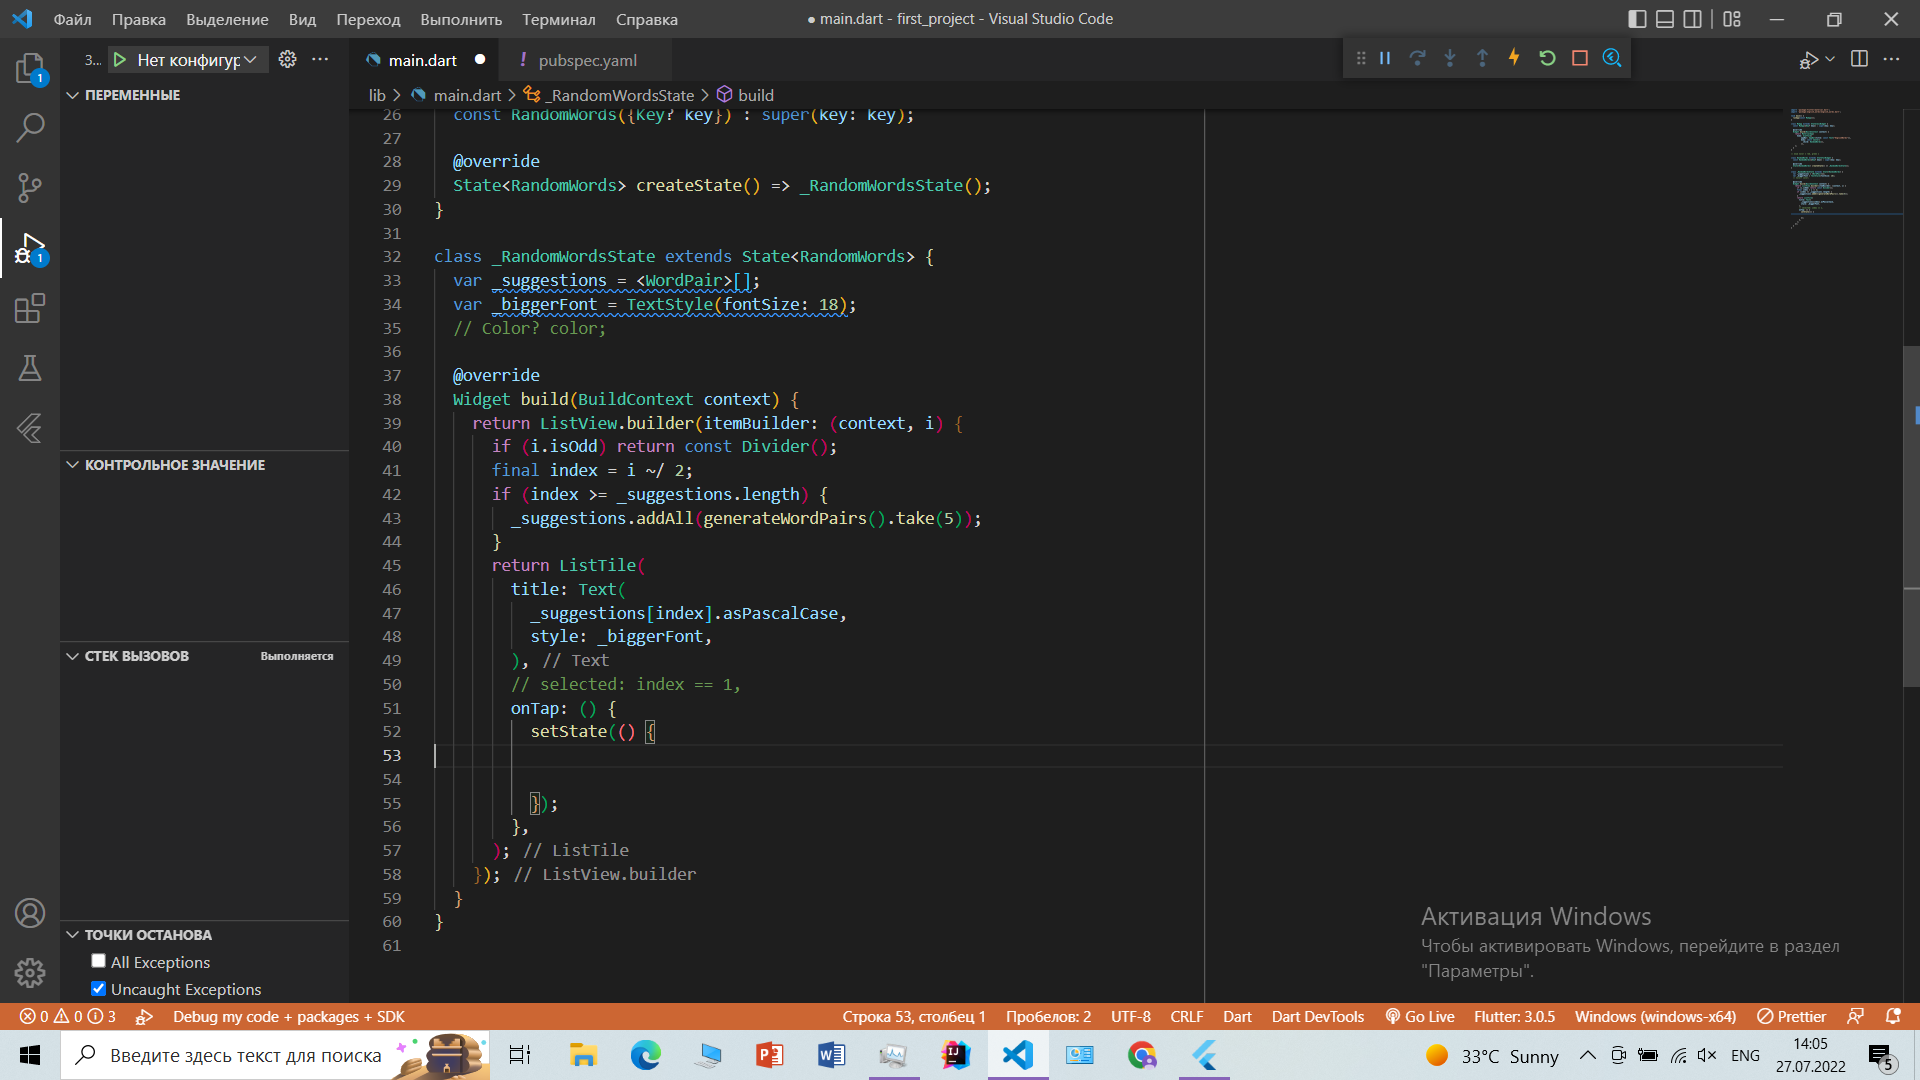 Файл Правка Выделение Вид Переход Выполнить Терминал Справка
● main.dart - first_project - Visual Studio Code
З... Нет конфигур
main.dart ●
! pubspec.yaml
ПЕРЕМЕННЫЕ
lib > main.dart > _RandomWordsState > build
26 const RandomWords({Key? key}) : super(key: key);
27
28 @override
29 State<RandomWords> createState() => _RandomWordsState();
30 }
31
32 class _RandomWordsState extends State<RandomWords> {
33 var _suggestions = <WordPair>[];
34 var _biggerFont = TextStyle(fontSize: 18);
35 // Color? color;
36
37 @override
38 Widget build(BuildContext context) {
39 return ListView.builder(itemBuilder: (context, i) {
40 if (i.isOdd) return const Divider();
41 final index = i ~/ 2;
42 if (index >= _suggestions.length) {
43 _suggestions.addAll(generateWordPairs().take(5));
44 }
45 return ListTile(
46 title: Text(
47 _suggestions[index].asPascalCase,
48 style: _biggerFont,
49 ), // Text
50 // selected: index == 1,
51 onTap: () {
52 setState(() {
53
54
55 });
56 },
57 ); // ListTile
58 }); // ListView.builder
59 }
60 }
61
КОНТРОЛЬНОЕ ЗНАЧЕНИЕ
СТЕК ВЫЗОВОВ Выполняется
ТОЧКИ ОСТАНОВА
All Exceptions
Uncaught Exceptions
1
1
Активация Windows
Чтобы активировать Windows, перейдите в раздел
"Параметры".
0 0 3 Debug my code + packages + SDK
Строка 53, столбец 1 Пробелов: 2 UTF-8 CRLF Dart Dart DevTools Go Live Flutter: 3.0.5 Windows (windows-x64) Prettier
Введите здесь текст для поиска
33°C Sunny ENG
14:05
27.07.2022
5